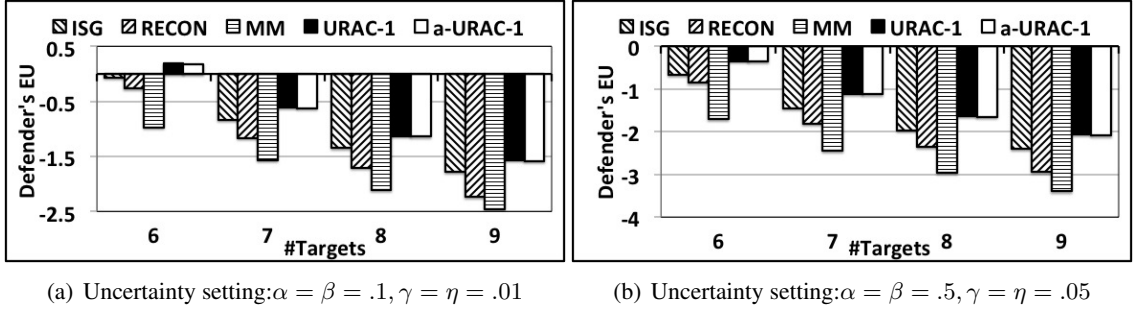 ISG RECON MM URAC-1 a-URAC-1
0.5
-0.5
-1.5
-2.5
Defender's EU
6 7 8 9
#Targets
(a) Uncertainty setting:α = β = .1, γ = η = .01
ISG RECON MM URAC-1 a-URAC-1
0
-1
-2
-3
-4
Defender's EU
6 7 8 9
#Targets
(b) Uncertainty setting:α = β = .5, γ = η = .05